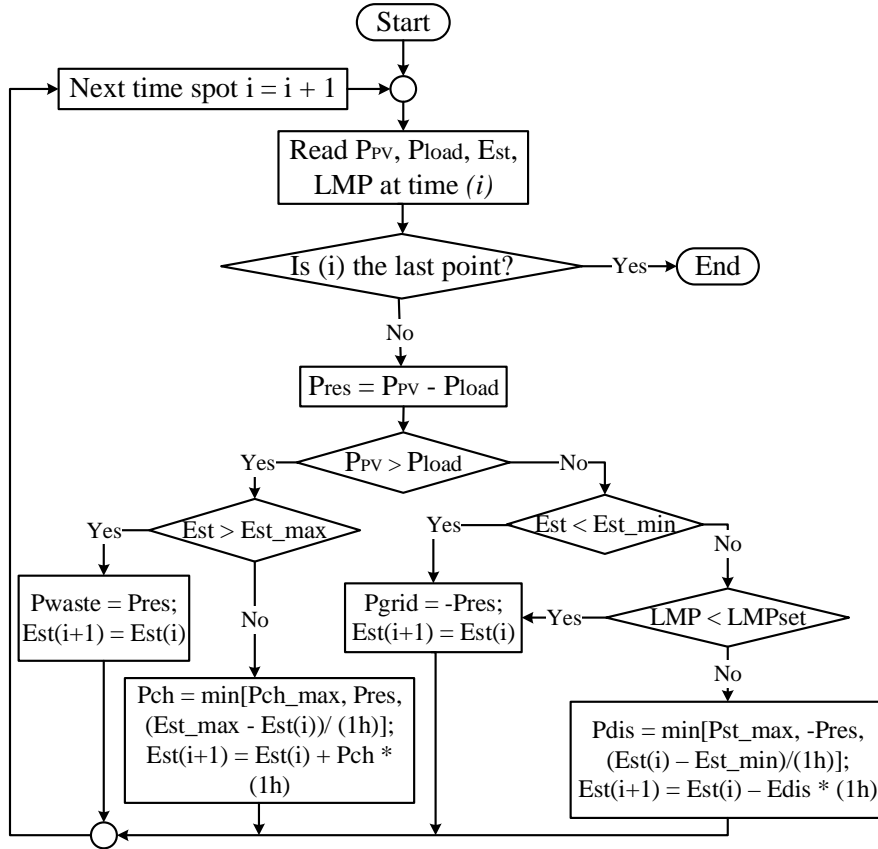 Start
Next time spot i = i + 1
Read PPV, Pload, Est,
LMP at time (i)
Is (i) the last point?
Yes
End
No
Pres = PPV - Pload
PPV > Pload
Yes
No
Est > Est_max
Yes
No
Est < Est_min
Yes
No
Pwaste = Pres;
Est(i+1) = Est(i)
Pgrid = -Pres;
Est(i+1) = Est(i)
LMP < LMPset
Yes
No
Pch = min[Pch_max, Pres,
(Est_max - Est(i))/ (1h)];
Est(i+1) = Est(i) + Pch *
(1h)
Pdis = min[Pst_max, -Pres,
(Est(i) – Est_min)/(1h)];
Est(i+1) = Est(i) – Edis * (1h)